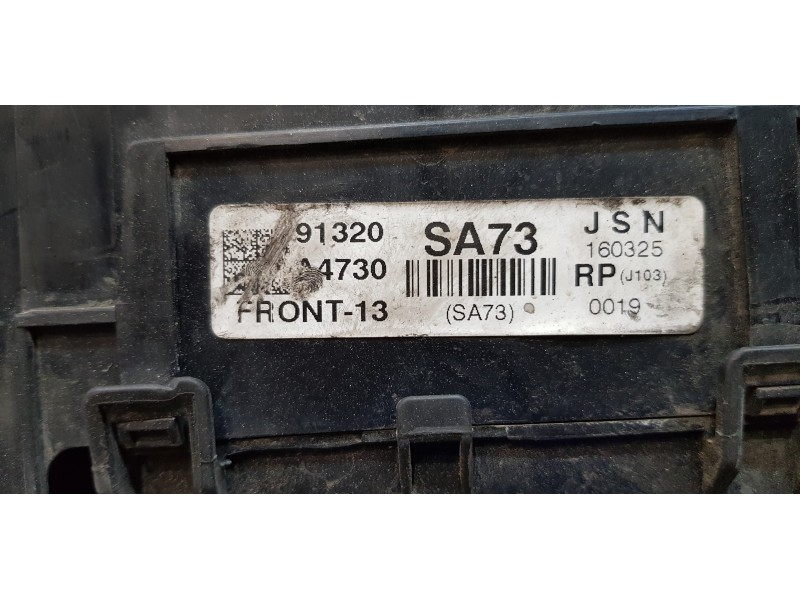 91320 SA73 JSN
A4730 160325
RP (J103)
FRONT-13 (SA73) 0019